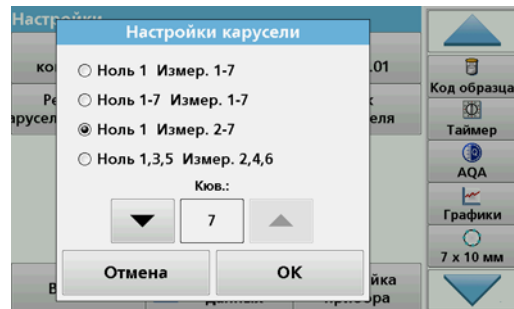 Настройки
Настройки карусели
Ноль 1 Измер. 1-7
Ноль 1-7 Измер. 1-7
Ноль 1 Измер. 2-7
Ноль 1,3,5 Измер. 2,4,6
Кюв.:
7
Отмена
OK
.01
Код образца
Таймер
AQA
Графики
7 x 10 мм